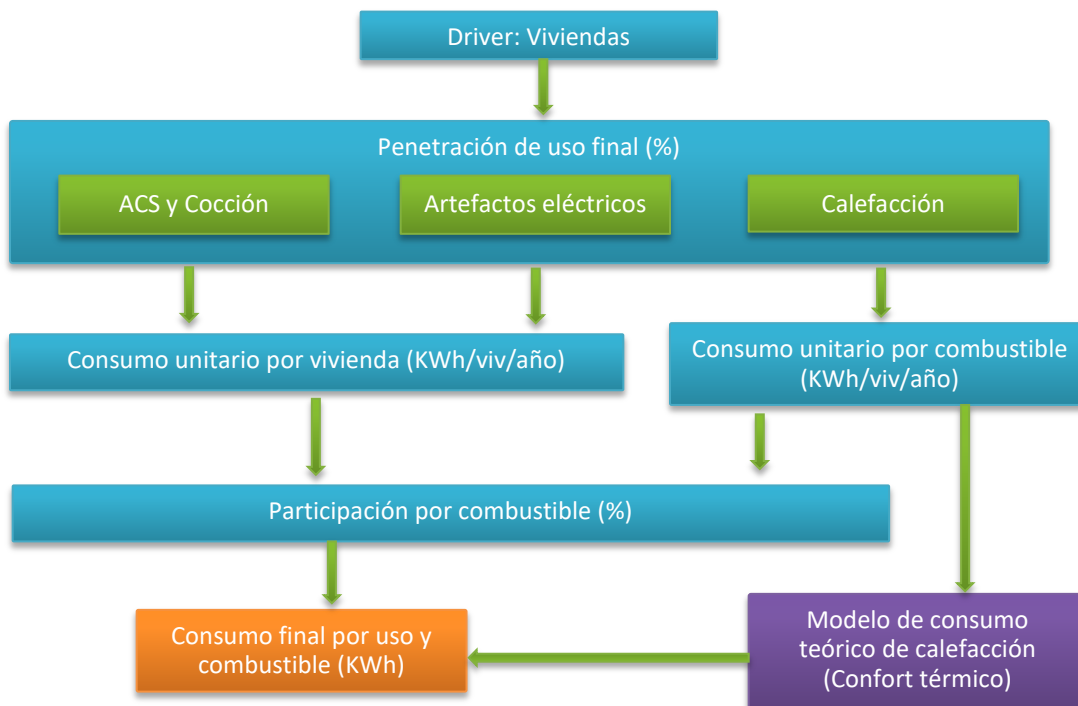 Driver: Viviendas
Penetración de uso final (%)
ACS y Cocción
Artefactos eléctricos
Calefacción
Consumo unitario por vivienda (KWh/viv/año)
Consumo unitario por combustible
(KWh/viv/año)
Participación por combustible (%)
Consumo final por uso y
combustible (KWh)
Modelo de consumo
teórico de calefacción
(Confort térmico)